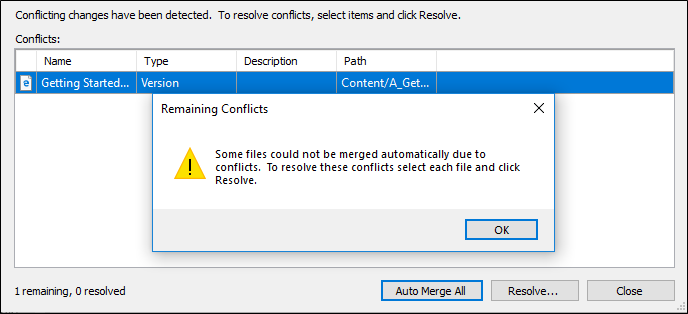 Conflicting changes have been detected.  To resolve conflicts, select items and click Resolve.
Conflicts:
Name Type Description Path
Getting Started... Version Content/A_Get...
Remaining Conflicts
Some files could not be merged automatically due to
conflicts.  To resolve these conflicts select each file and click
Resolve.
OK
1 remaining, 0 resolved
Auto Merge All Resolve... Close